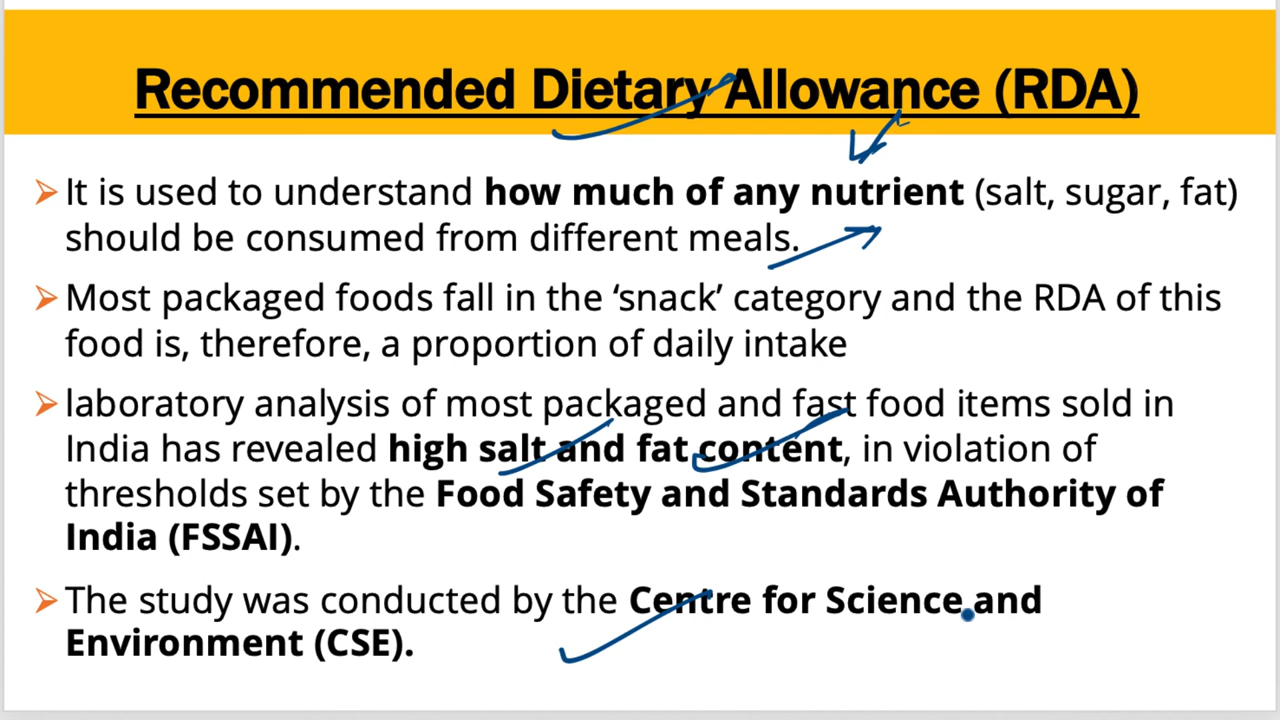 Recommended Dietary Allowance (RDA)
It is used to understand how much of any nutrient (salt, sugar, fat)
should be consumed from different meals.
Most packaged foods fall in the ‘snack’ category and the RDA of this
food is, therefore, a proportion of daily intake
laboratory analysis of most packaged and fast food items sold in
India has revealed high salt and fat content, in violation of
thresholds set by the Food Safety and Standards Authority of
India (FSSAI).
The study was conducted by the Centre for Science and
Environment (CSE).